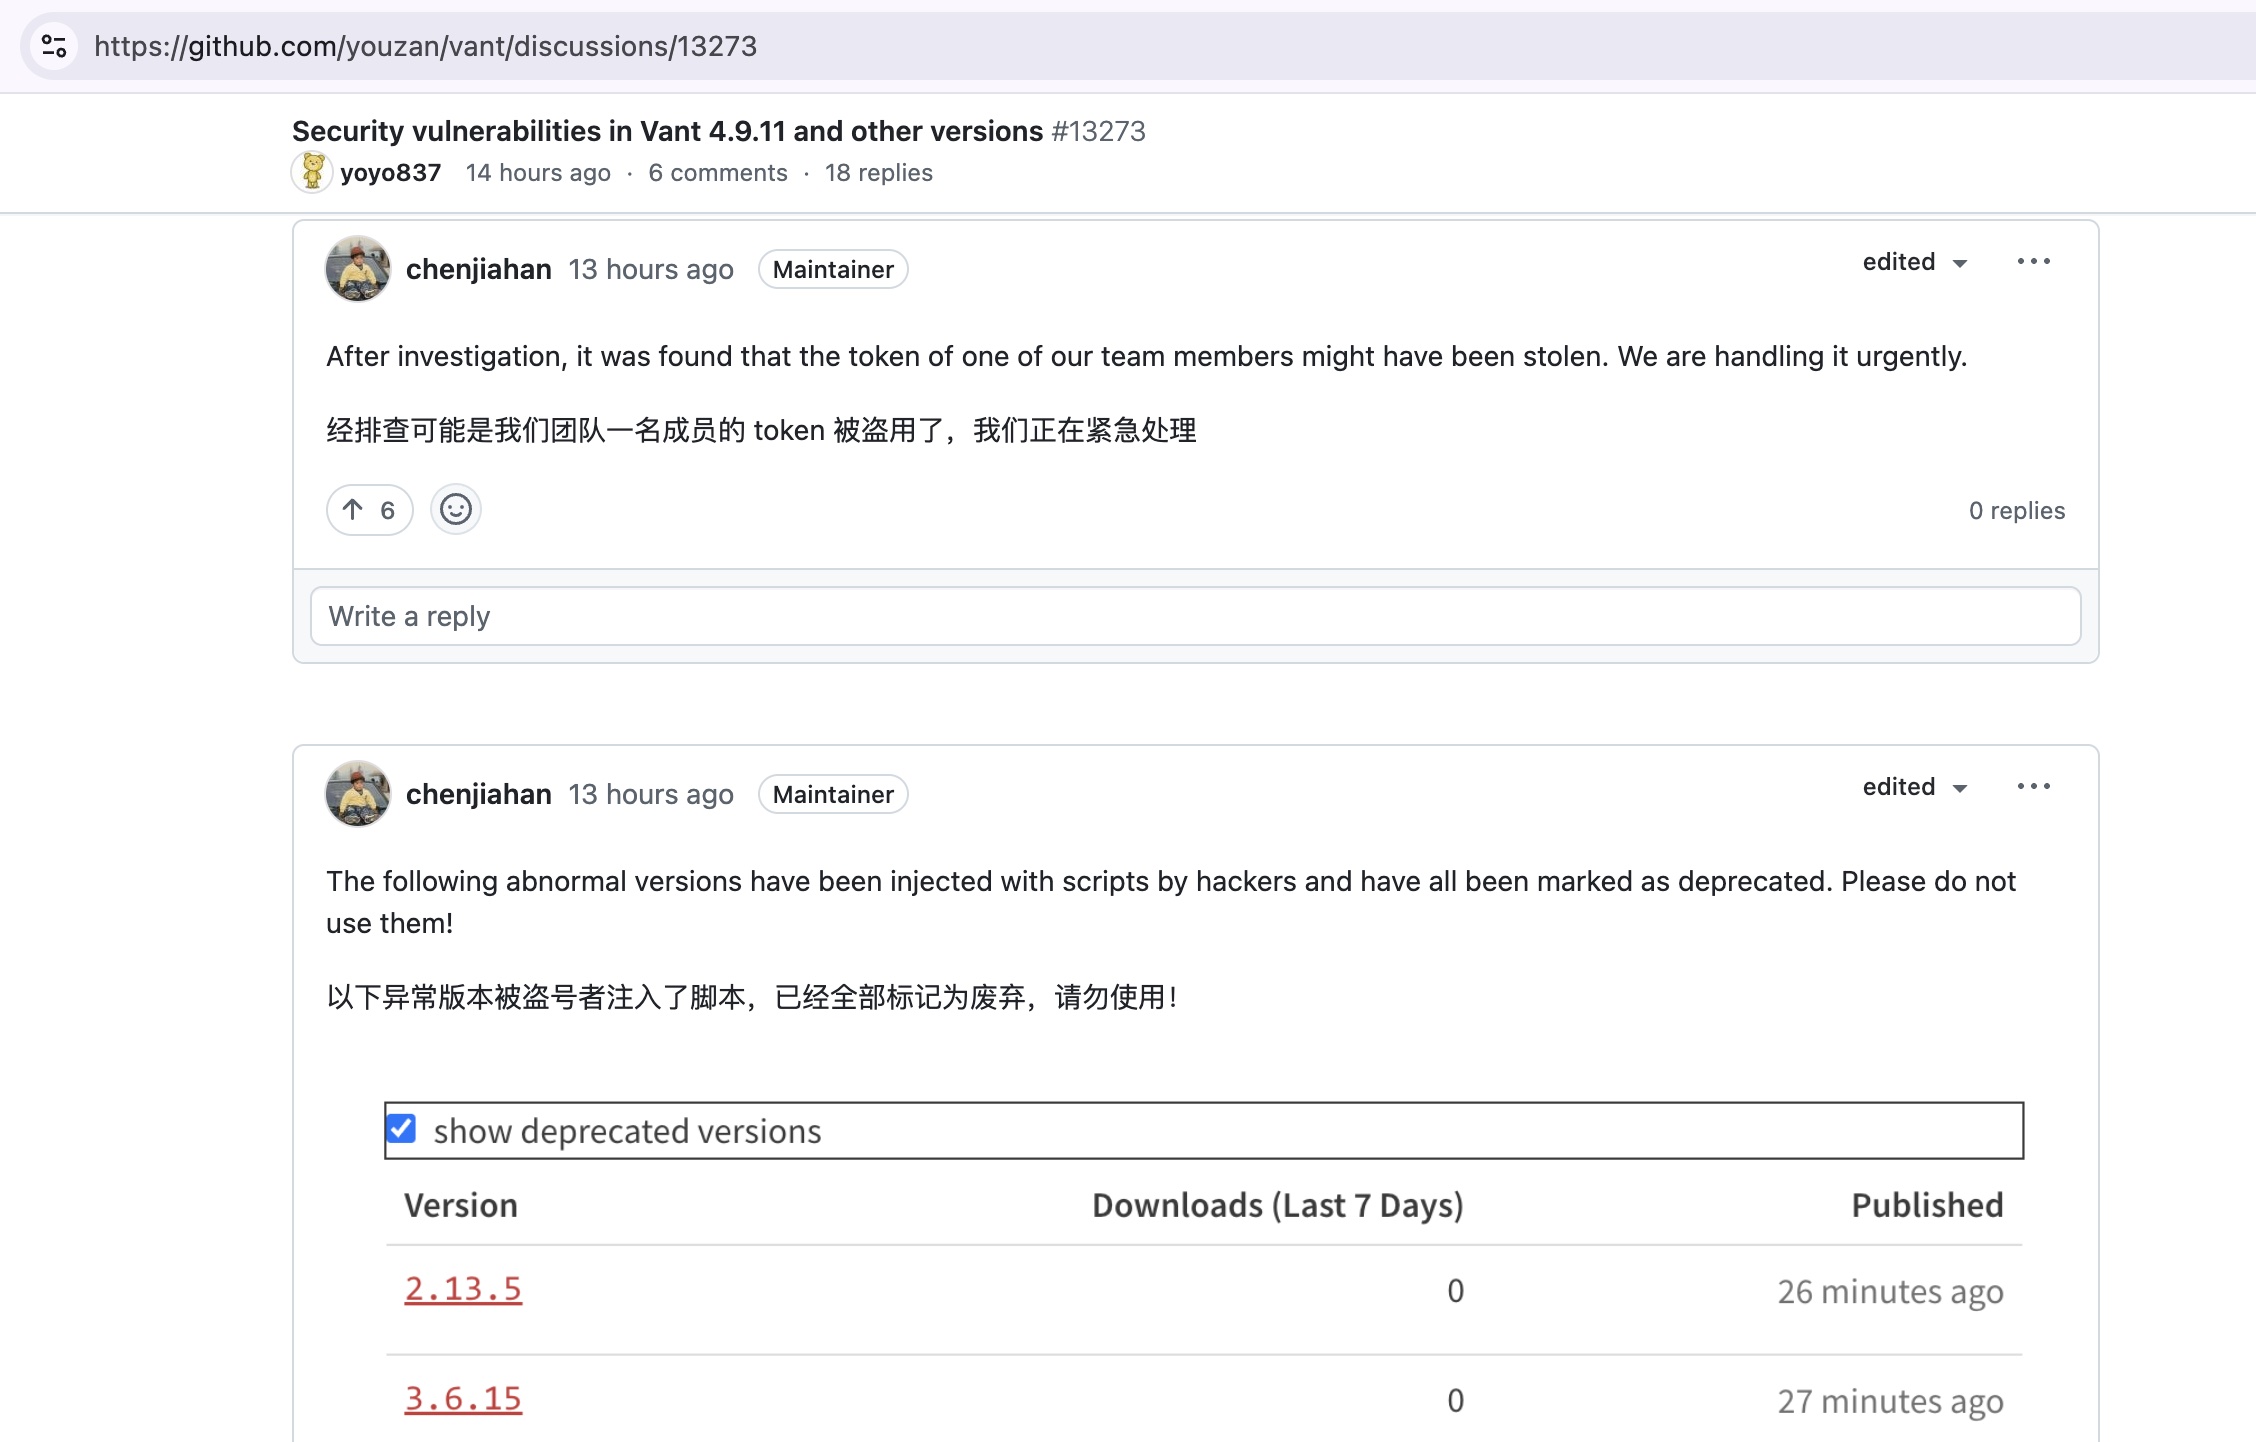 https://github.com/youzan/vant/discussions/13273
Security vulnerabilities in Vant 4.9.11 and other versions #13273
yoyo837 14 hours ago · 6 comments · 18 replies
chenjiahan 13 hours ago Maintainer edited
After investigation, it was found that the token of one of our team members might have been stolen. We are handling it urgently.
经排查可能是我们团队一名成员的 token 被盗用了，我们正在紧急处理
6 0 replies
Write a reply
chenjiahan 13 hours ago Maintainer edited
The following abnormal versions have been injected with scripts by hackers and have all been marked as deprecated. Please do not
use them!
以下异常版本被盗号者注入了脚本，已经全部标记为废弃，请勿使用！
show deprecated versions
Version Downloads (Last 7 Days) Published
2.13.5 0 26 minutes ago
3.6.15 0 27 minutes ago